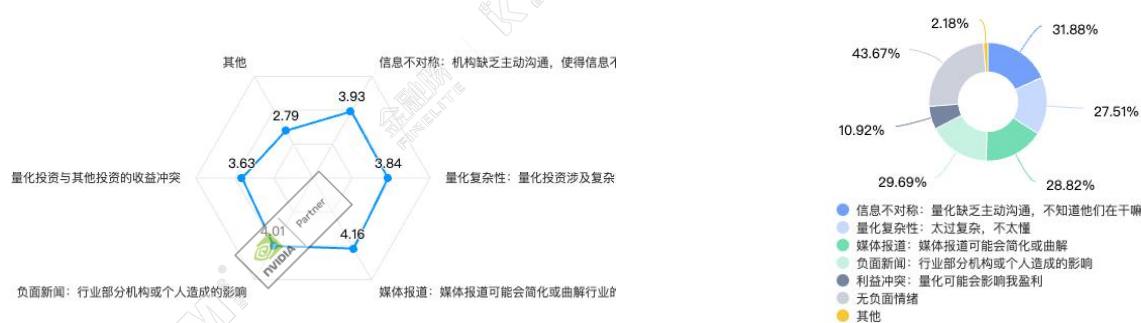 其他
信息不对称：机构缺乏主动沟通，使得信息不
3.93
2.79
3.63
3.84
量化投资与其他投资的收益冲突
量化复杂性：量化投资涉及复杂
4.01
4.16
负面新闻：行业部分机构或个人造成的影响
媒体报道：媒体报道可能会简化或曲解行业的
金融阶
FINELITE
NVIDIA
Partner
2.18%
31.88%
43.67%
27.51%
10.92%
29.69%
28.82%
信息不对称：量化缺乏主动沟通，不知道他们在干嘛
量化复杂性：太过复杂，不太懂
媒体报道：媒体报道可能会简化或曲解
负面新闻：行业部分机构或个人造成的影响
利益冲突：量化可能会影响我盈利
无负面情绪
其他